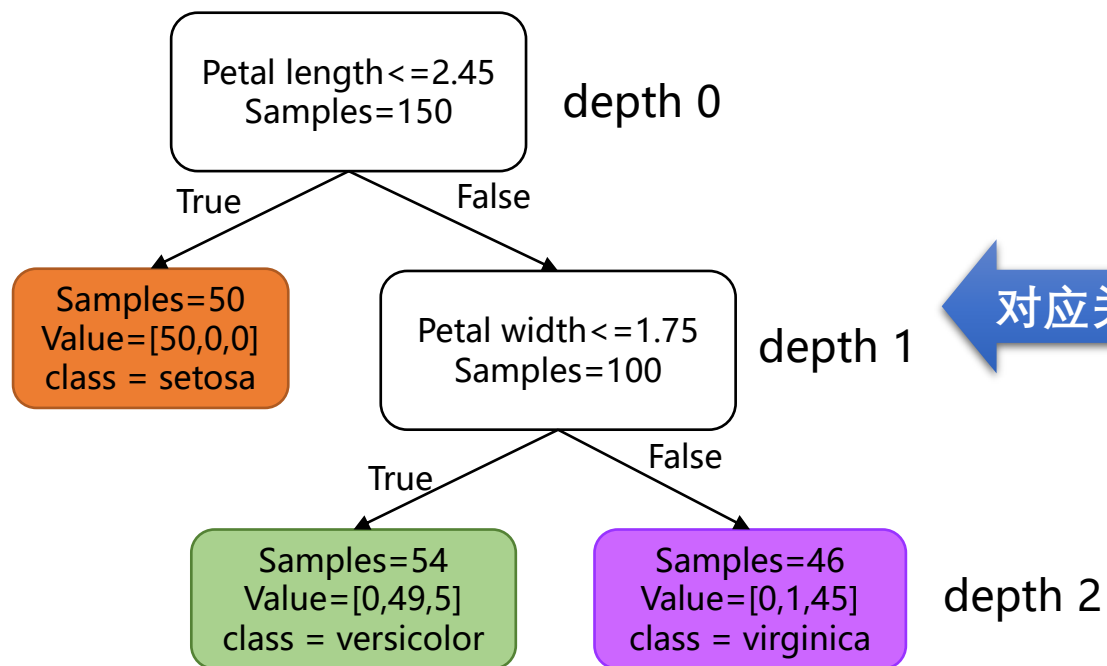 Petal length<=2.45
Samples=150
depth 0
True
False
Samples=50
Value=[50,0,0]
class = setosa
Petal width<=1.75
Samples=100
depth 1
对应
True
False
Samples=54
Value=[0,49,5]
class = versicolor
Samples=46
Value=[0,1,45]
class = virginica
depth 2